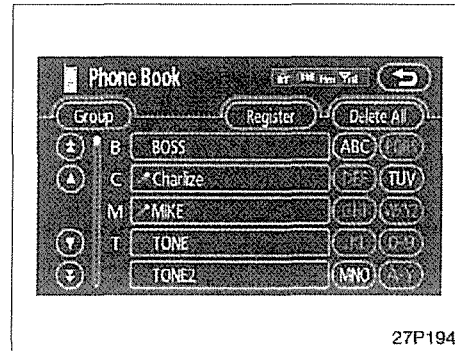 Phone Book
Group Register Delete All
B BOSS ABC
C Charlize TUV
M MIKE
T TONE
TONE2 MNO
27P194